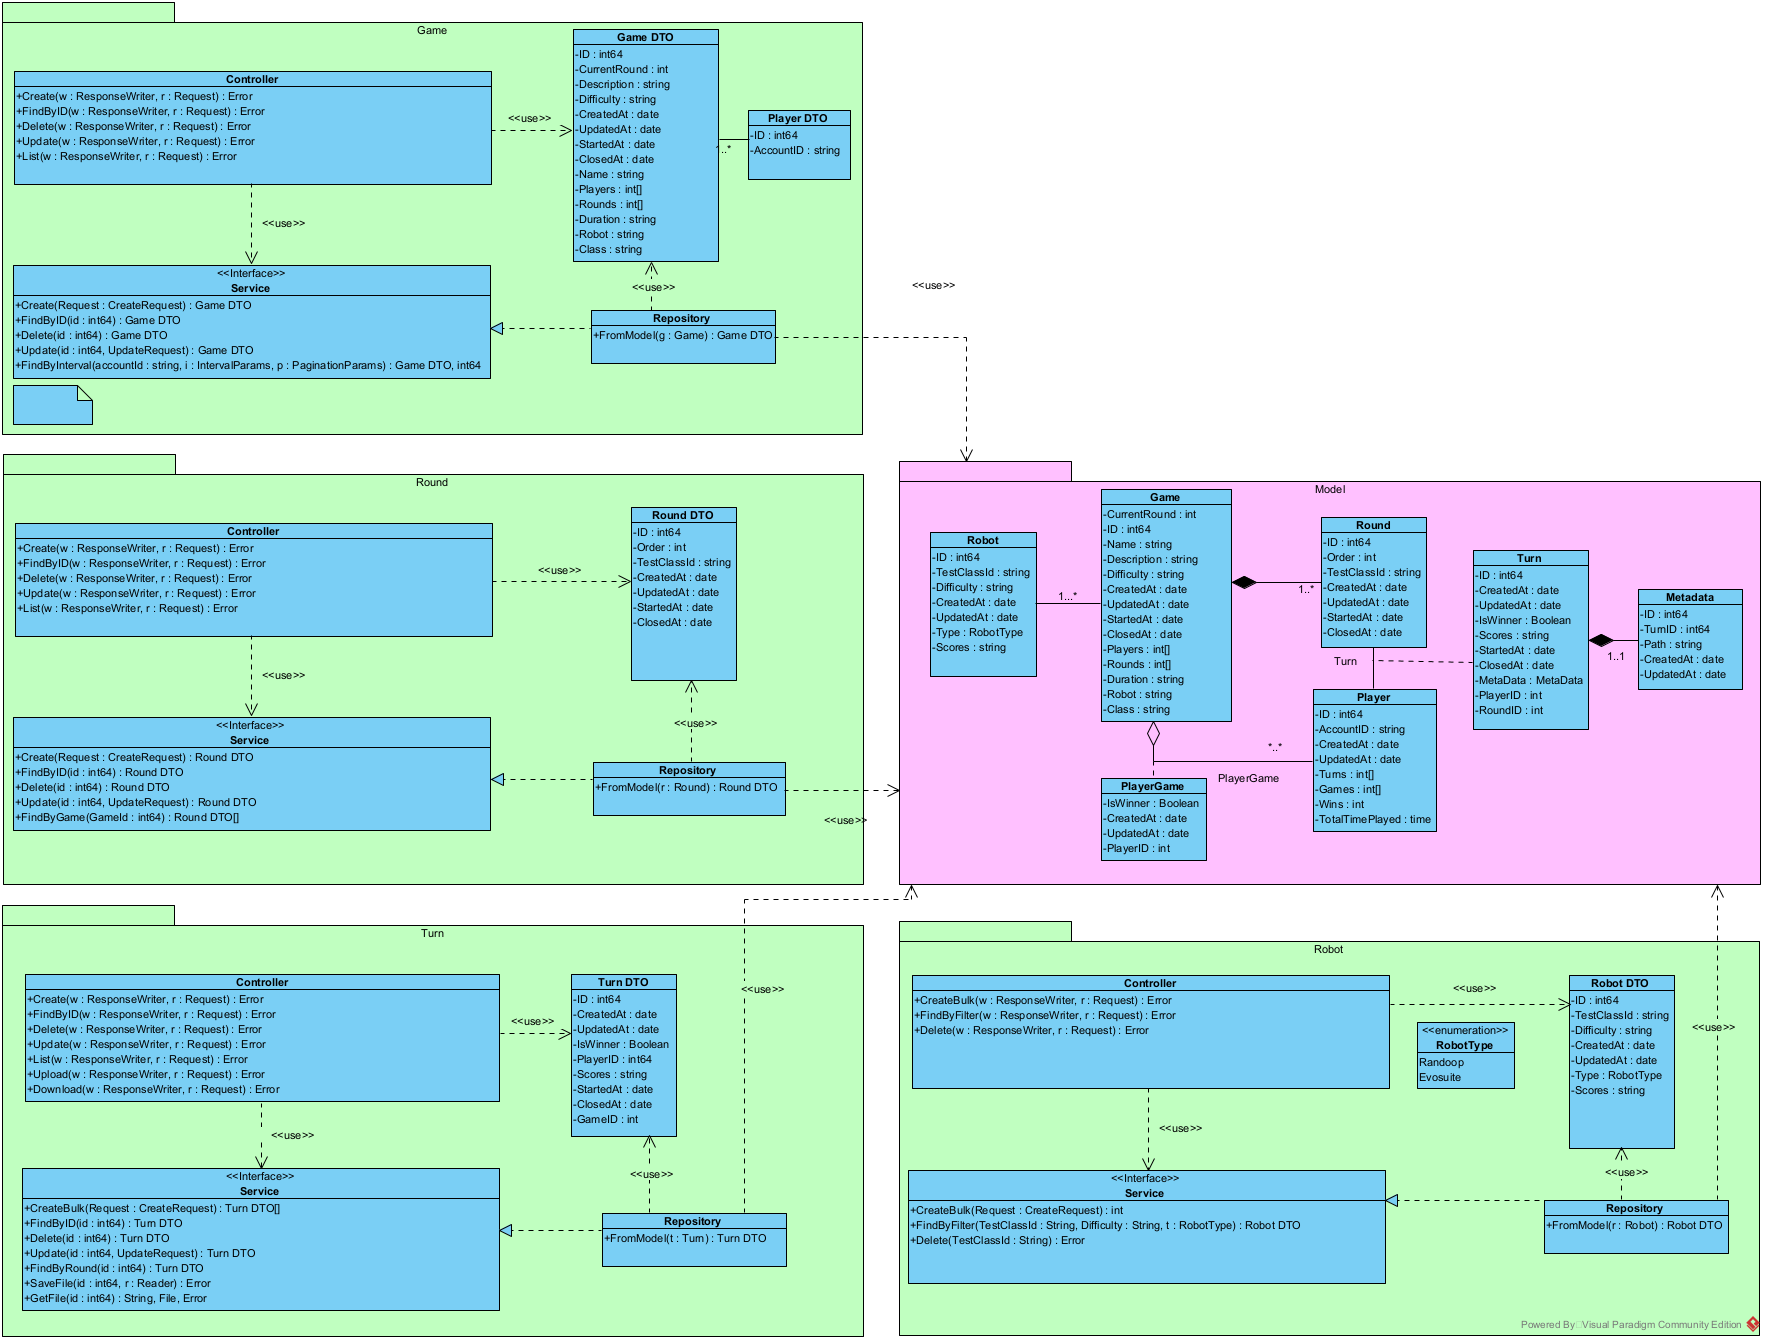 Game
Controller
+Create(w : ResponseWriter, r : Request) : Error
+FindByID(w : ResponseWriter, r : Request) : Error
+Delete(w : ResponseWriter, r : Request) : Error
+Update(w : ResponseWriter, r : Request) : Error
+List(w : ResponseWriter, r : Request) : Error
<<use>>
Game DTO
-ID : int64
-CurrentRound : int
-Description : string
-Difficulty : string
-CreatedAt : date
-UpdatedAt : date
-StartedAt : date
-ClosedAt : date
-Name : string
-Players : int[]
-Rounds : int[]
-Duration : string
-Robot : string
-Class : string
1..*
Player DTO
-ID : int64
-AccountID : string
<<use>>
<<Interface>>
Service
+Create(Request : CreateRequest) : Game DTO
+FindByID(id : int64) : Game DTO
+Delete(id : int64) : Game DTO
+Update(id : int64, UpdateRequest) : Game DTO
+FindByInterval(accountId : string, i : IntervalParams, p : PaginationParams) : Game DTO, int64
<<use>>
Repository
+FromModel(g : Game) : Game DTO
<<use>>
Round
Controller
+Create(w : ResponseWriter, r : Request) : Error
+FindByID(w : ResponseWriter, r : Request) : Error
+Delete(w : ResponseWriter, r : Request) : Error
+Update(w : ResponseWriter, r : Request) : Error
+List(w : ResponseWriter, r : Request) : Error
<<use>>
Round DTO
-ID : int64
-Order : int
-TestClassId : string
-CreatedAt : date
-UpdatedAt : date
-StartedAt : date
-ClosedAt : date
<<use>>
<<Interface>>
Service
+Create(Request : CreateRequest) : Round DTO
+FindByID(id : int64) : Round DTO
+Delete(id : int64) : Round DTO
+Update(id : int64, UpdateRequest) : Round DTO
+FindByGame(GameId : int64) : Round DTO[]
<<use>>
Repository
+FromModel(r : Round) : Round DTO
<<use>>
Model
Robot
-ID : int64
-TestClassId : string
-Difficulty : string
-CreatedAt : date
-UpdatedAt : date
-Type : RobotType
-Scores : string
1...*
Game
-CurrentRound : int
-ID : int64
-Name : string
-Description : string
-Difficulty : string
-CreatedAt : date
-UpdatedAt : date
-StartedAt : date
-ClosedAt : date
-Players : int[]
-Rounds : int[]
-Duration : string
-Robot : string
-Class : string
1..*
Round
-ID : int64
-Order : int
-TestClassId : string
-CreatedAt : date
-UpdatedAt : date
-StartedAt : date
-ClosedAt : date
Turn
Turn
-ID : int64
-CreatedAt : date
-UpdatedAt : date
-IsWinner : Boolean
-Scores : string
-StartedAt : date
-ClosedAt : date
-MetaData : MetaData
-PlayerID : int
-RoundID : int
1..1
Metadata
-ID : int64
-TurnID : int64
-Path : string
-CreatedAt : date
-UpdatedAt : date
Player
-ID : int64
-AccountID : string
-CreatedAt : date
-UpdatedAt : date
-Turns : int[]
-Games : int[]
-Wins : int
-TotalTimePlayed : time
*..*
PlayerGame
PlayerGame
-IsWinner : Boolean
-CreatedAt : date
-UpdatedAt : date
-PlayerID : int
Turn
Controller
+Create(w : ResponseWriter, r : Request) : Error
+FindByID(w : ResponseWriter, r : Request) : Error
+Delete(w : ResponseWriter, r : Request) : Error
+Update(w : ResponseWriter, r : Request) : Error
+List(w : ResponseWriter, r : Request) : Error
+Upload(w : ResponseWriter, r : Request) : Error
+Download(w : ResponseWriter, r : Request) : Error
<<use>>
Turn DTO
-ID : int64
-CreatedAt : date
-UpdatedAt : date
-IsWinner : Boolean
-PlayerID : int64
-Scores : string
-StartedAt : date
-ClosedAt : date
-GameID : int
<<use>>
<<use>>
<<Interface>>
Service
+CreateBulk(Request : CreateRequest) : Turn DTO[]
+FindByID(id : int64) : Turn DTO
+Delete(id : int64) : Turn DTO
+Update(id : int64, UpdateRequest) : Turn DTO
+FindByRound(id : int64) : Turn DTO
+SaveFile(id : int64, r : Reader) : Error
+GetFile(id : int64) : String, File, Error
<<use>>
Repository
+FromModel(t : Turn) : Turn DTO
Robot
Controller
+CreateBulk(w : ResponseWriter, r : Request) : Error
+FindByFilter(w : ResponseWriter, r : Request) : Error
+Delete(w : ResponseWriter, r : Request) : Error
<<use>>
<<enumeration>>
RobotType
Randoop
Evosuite
Robot DTO
-ID : int64
-TestClassId : string
-Difficulty : string
-CreatedAt : date
-UpdatedAt : date
-Type : RobotType
-Scores : string
<<use>>
<<use>>
<<Interface>>
Service
+CreateBulk(Request : CreateRequest) : int
+FindByFilter(TestClassId : String, Difficulty : String, t : RobotType) : Robot DTO
+Delete(TestClassId : String) : Error
<<use>>
Repository
+FromModel(r : Robot) : Robot DTO
Powered By Visual Paradigm Community Edition